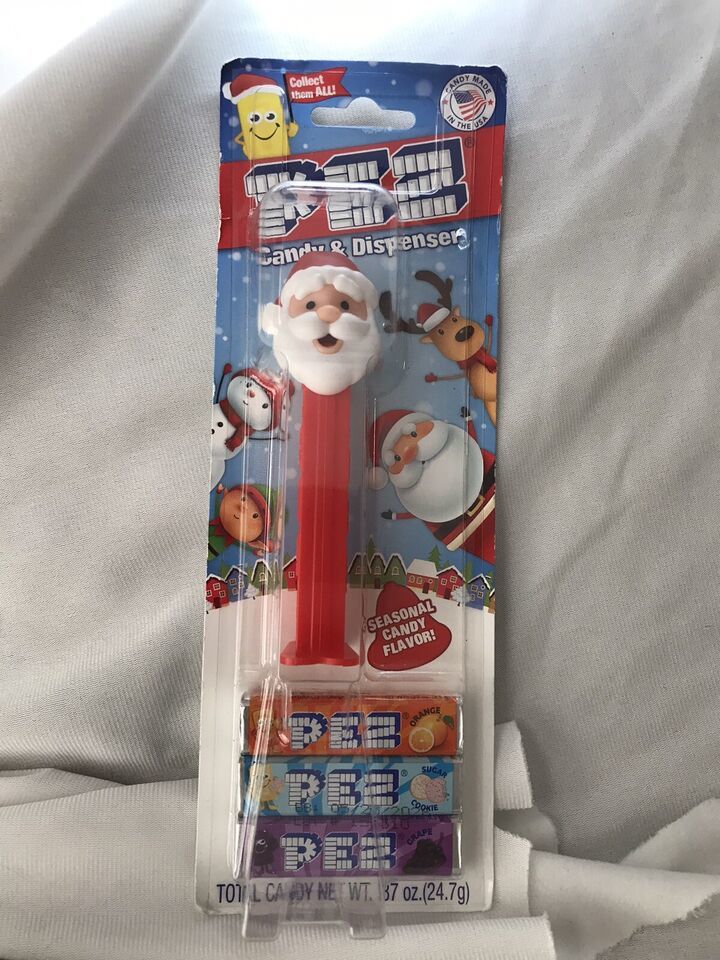 Collect
them ALL!
CANDY MADE
IN THE USA
PEZ®
Candy & Dispenser
SEASONAL
CANDY
FLAVOR!
PEZ® ORANGE
PEZ® SUGAR
COOKIE
PEZ GRAPE
TOTAL CANDY NET WT. .87 oz.(24.7g)